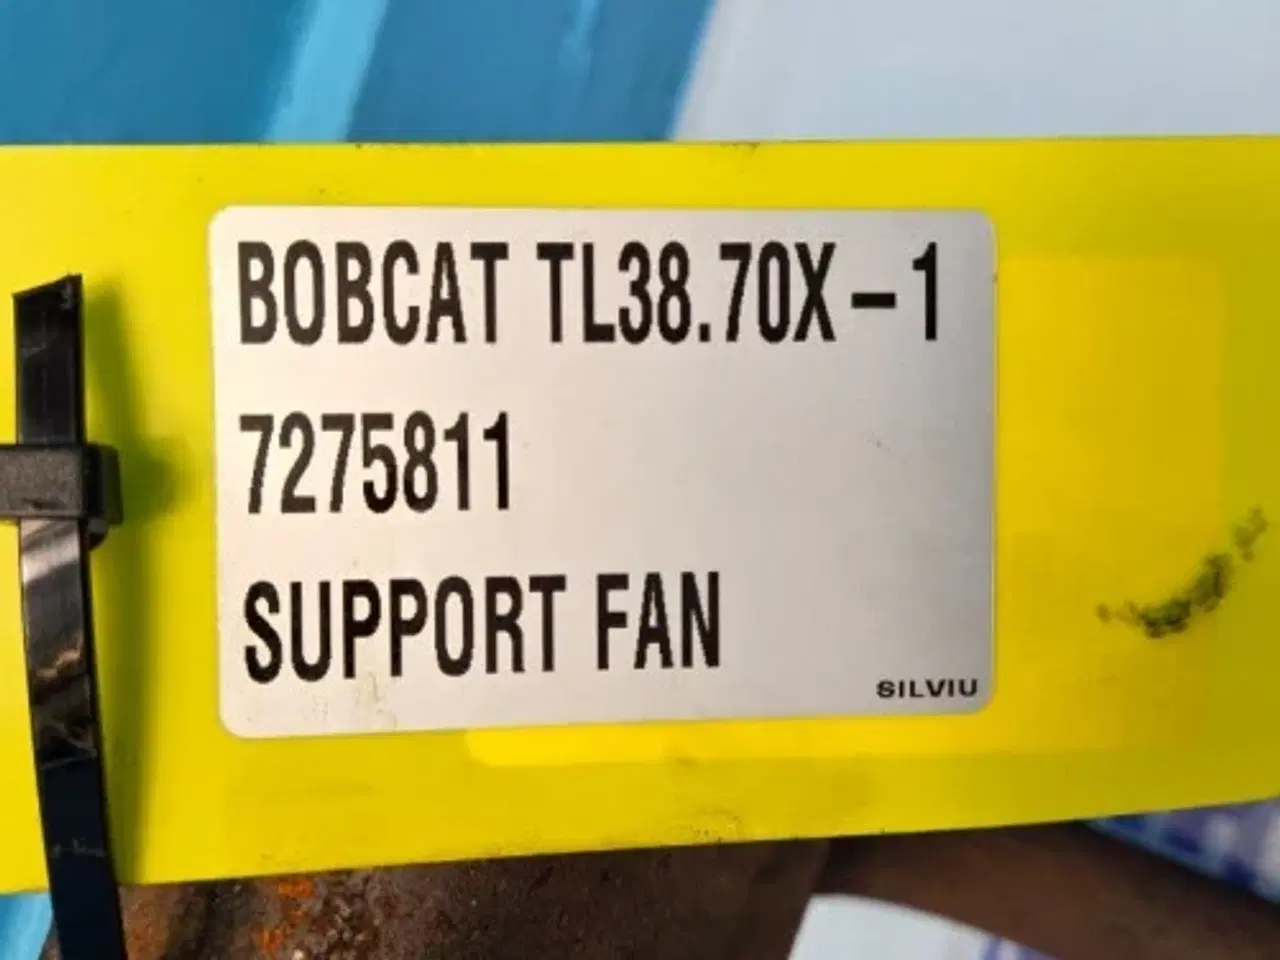 BOBCAT TL38.70X-1
7275811
SUPPORT FAN
SILVIU